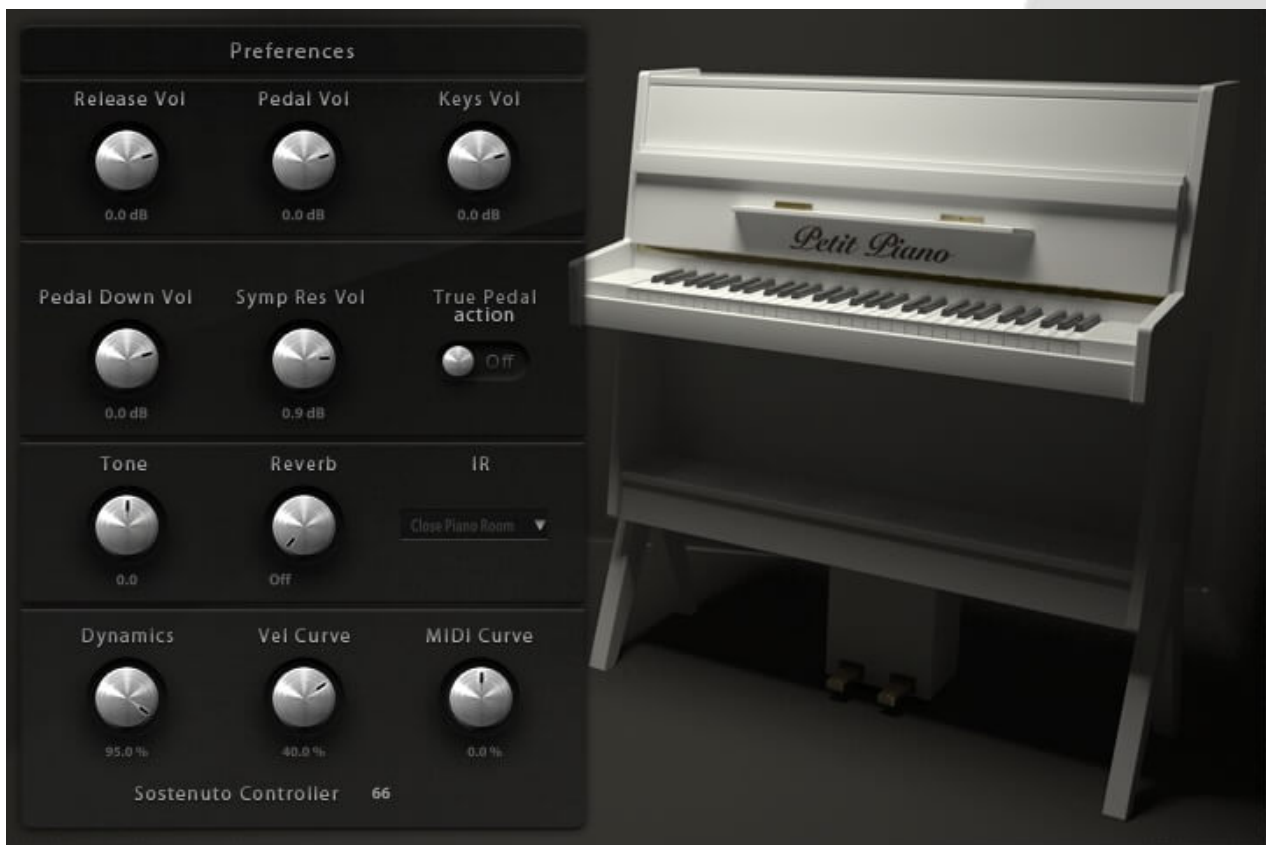 Preferences
Release Vol Pedal Vol Keys Vol
0.0 dB 0.0 dB 0.0 dB
Petit Piano
Pedal Down Vol Symp Res Vol True Pedal
action
Off
0.0 dB 0.9 dB
Tone Reverb IR
Close Piano Room
0.0 Off
Dynamics Vel Curve MIDI Curve
95.0 % 40.0 % 0.0 %
Sostenuto Controller 66